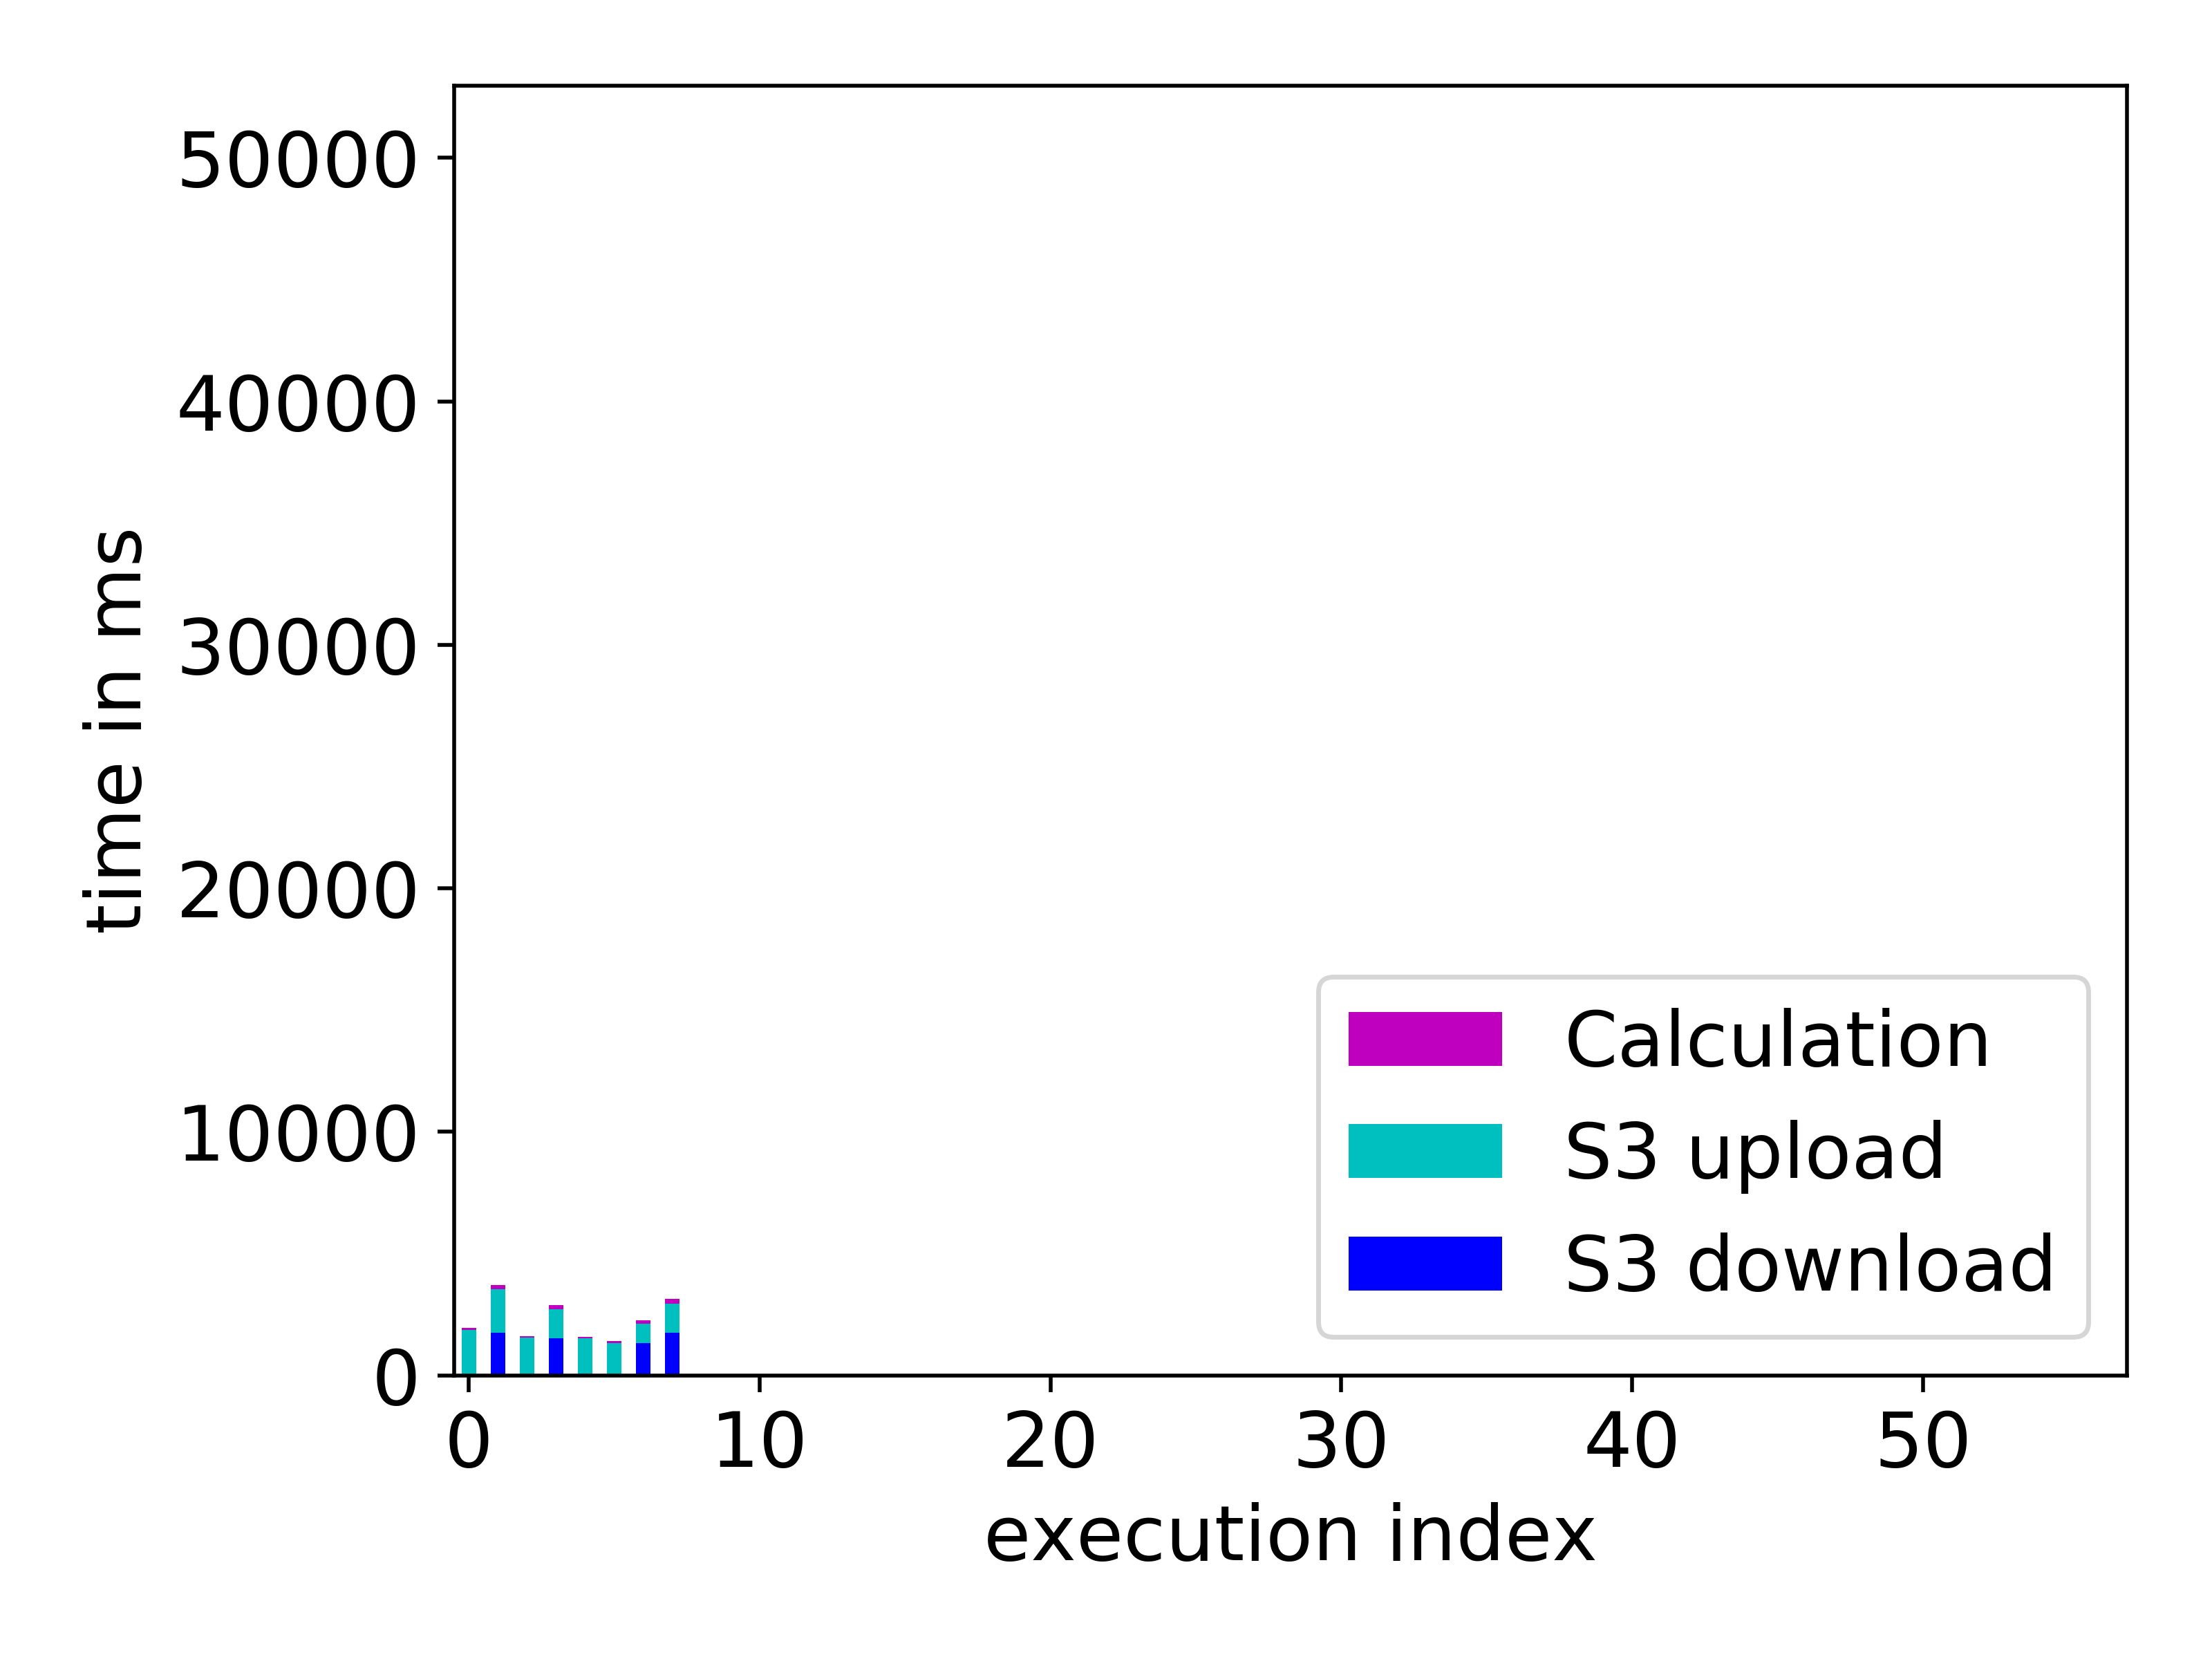 50000
40000
30000
20000
10000
0
time in ms
Calculation
S3 upload
S3 download
0 10 20 30 40 50
execution index